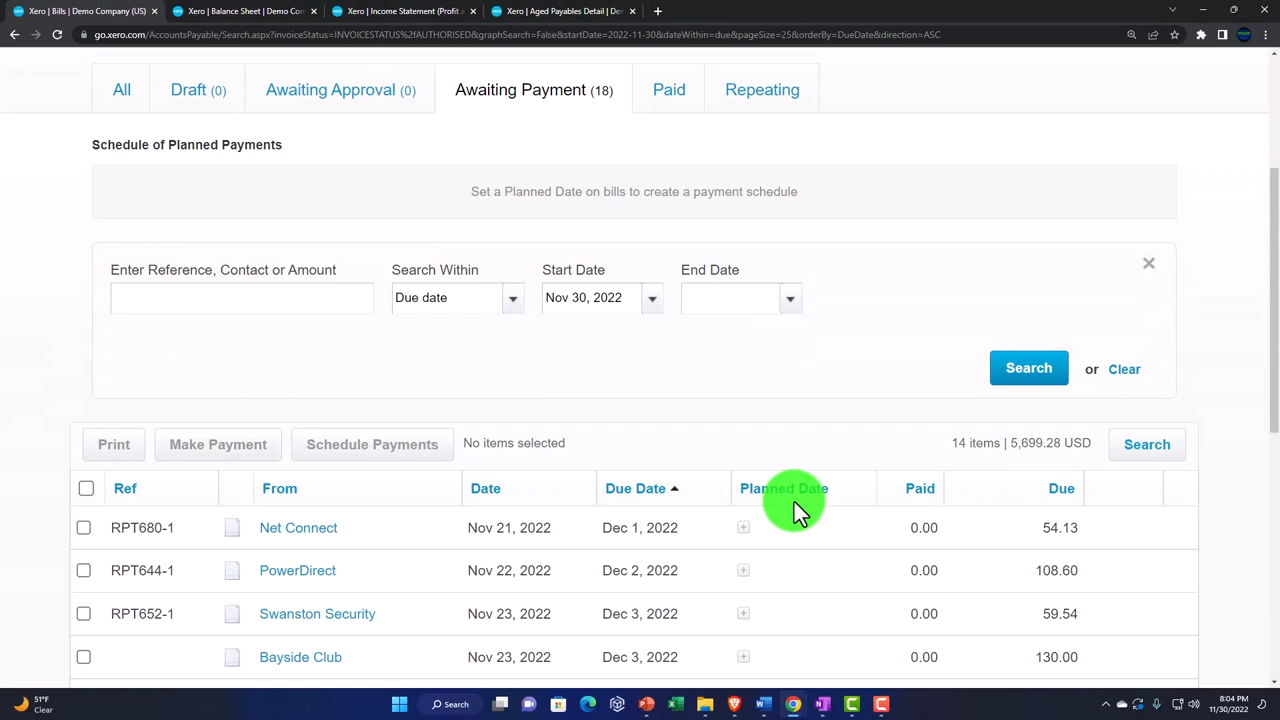 Xero | Bills | Demo Company (US)
Xero | Balance Sheet | Demo Con
Xero | Income Statement (Profit a
Xero | Aged Payables Detail | Der
go.xero.com/AccountsPayable/Search.aspx?invoiceStatus=INVOICESTATUS%2fAUTHORISED&graphSearch=False&startDate=2022-11-30&dateWithin=due&pageSize=25&orderBy=DueDate&direction=ASC
All Draft (0) Awaiting Approval (0) Awaiting Payment (18) Paid Repeating
Schedule of Planned Payments
Set a Planned Date on bills to create a payment schedule
Enter Reference, Contact or Amount Search Within Start Date End Date
Due date Nov 30, 2022
Search or Clear
Print Make Payment Schedule Payments No items selected 14 items | 5,699.28 USD Search
Ref From Date Due Date Planned Date Paid Due
RPT680-1 Net Connect Nov 21, 2022 Dec 1, 2022 0.00 54.13
RPT644-1 PowerDirect Nov 22, 2022 Dec 2, 2022 0.00 108.60
RPT652-1 Swanston Security Nov 23, 2022 Dec 3, 2022 0.00 59.54
Bayside Club Nov 23, 2022 Dec 3, 2022 0.00 130.00
51°F
Clear
Search
8:04 PM
11/30/2022